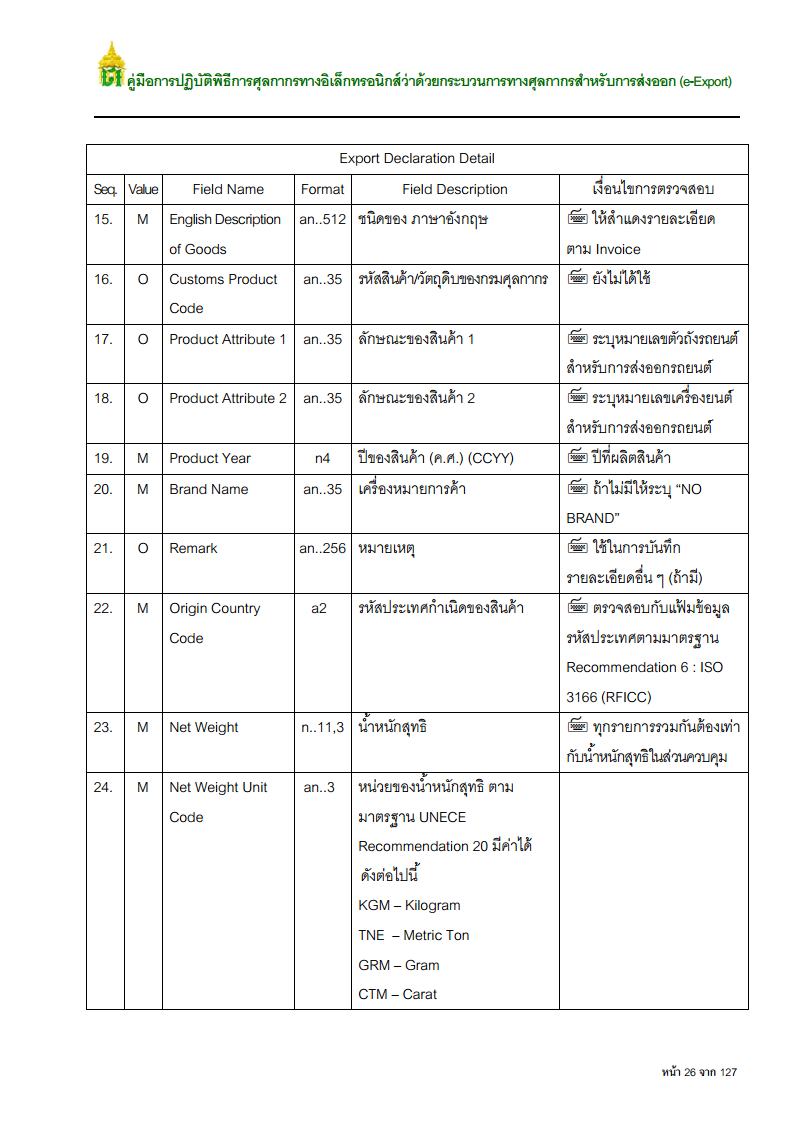 คู่มือการปฏิบัติพิธีการศุลกากรทางอิเล็กทรอนิกส์ว่าด้วยกระบวนการทางศุลกากรสำหรับการส่งออก (e-Export)
Export Declaration Detail
Seq. Value Field Name Format Field Description เงื่อนไขการตรวจสอบ
15. M English Description an..512 ชนิดของ ภาษาอังกฤษ ให้สำแดงรายละเอียด
of Goods ตาม Invoice
16. O Customs Product an..35 รหัสสินค้า/วัตถุดิบของกรมศุลกากร ยังไม่ได้ใช้
Code
17. O Product Attribute 1 an..35 ลักษณะของสินค้า 1 ระบุหมายเลขตัวถังรถยนต์
สำหรับการส่งออกรถยนต์
18. O Product Attribute 2 an..35 ลักษณะของสินค้า 2 ระบุหมายเลขเครื่องยนต์
สำหรับการส่งออกรถยนต์
19. M Product Year n4 ปีของสินค้า (ค.ศ.) (CCYY) ปีที่ผลิตสินค้า
20. M Brand Name an..35 เครื่องหมายการค้า ถ้าไม่มีให้ระบุ “NO
BRAND”
21. O Remark an..256 หมายเหตุ ใช้ในการบันทึก
รายละเอียดอื่น ๆ (ถ้ามี)
22. M Origin Country a2 รหัสประเทศกำเนิดของสินค้า ตรวจสอบกับแฟ้มข้อมูล
Code รหัสประเทศตามมาตรฐาน
Recommendation 6 : ISO
3166 (RFICC)
23. M Net Weight n..11,3 น้ำหนักสุทธิ ทุกรายการรวมกันต้องเท่า
กับน้ำหนักสุทธิในส่วนควบคุม
24. M Net Weight Unit an..3 หน่วยของน้ำหนักสุทธิ ตาม
Code มาตรฐาน UNECE
Recommendation 20 มีค่าได้
ดังต่อไปนี้
KGM – Kilogram
TNE – Metric Ton
GRM – Gram
CTM – Carat
หน้า 26 จาก 127